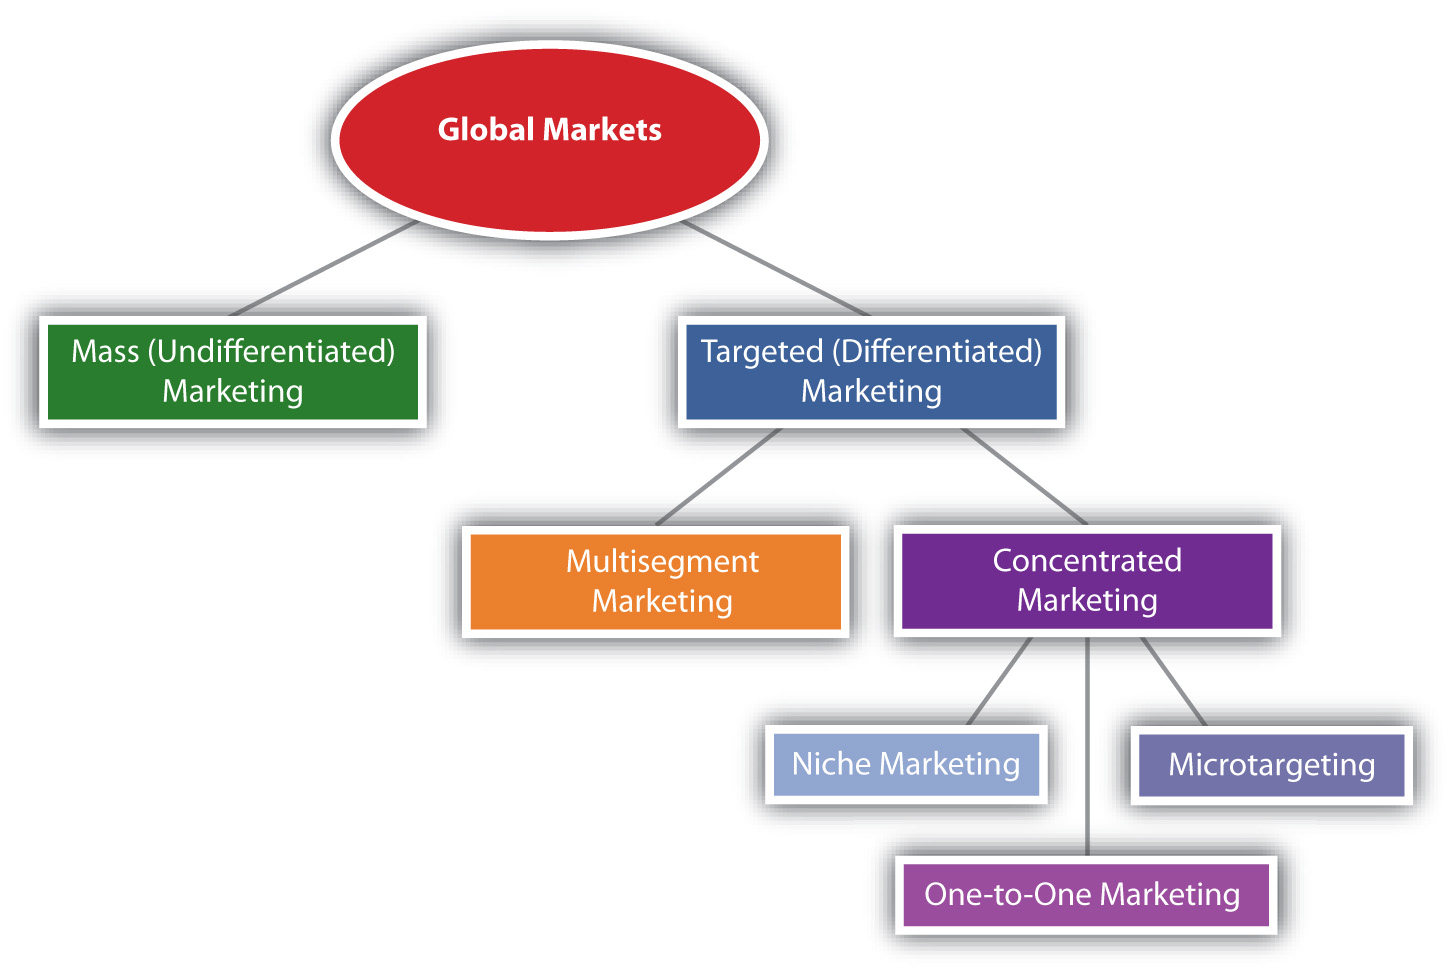 Global Markets
Mass (Undifferentiated)
Marketing
Targeted (Differentiated)
Marketing
Multisegment
Marketing
Concentrated
Marketing
Niche Marketing
Microtargeting
One-to-One Marketing